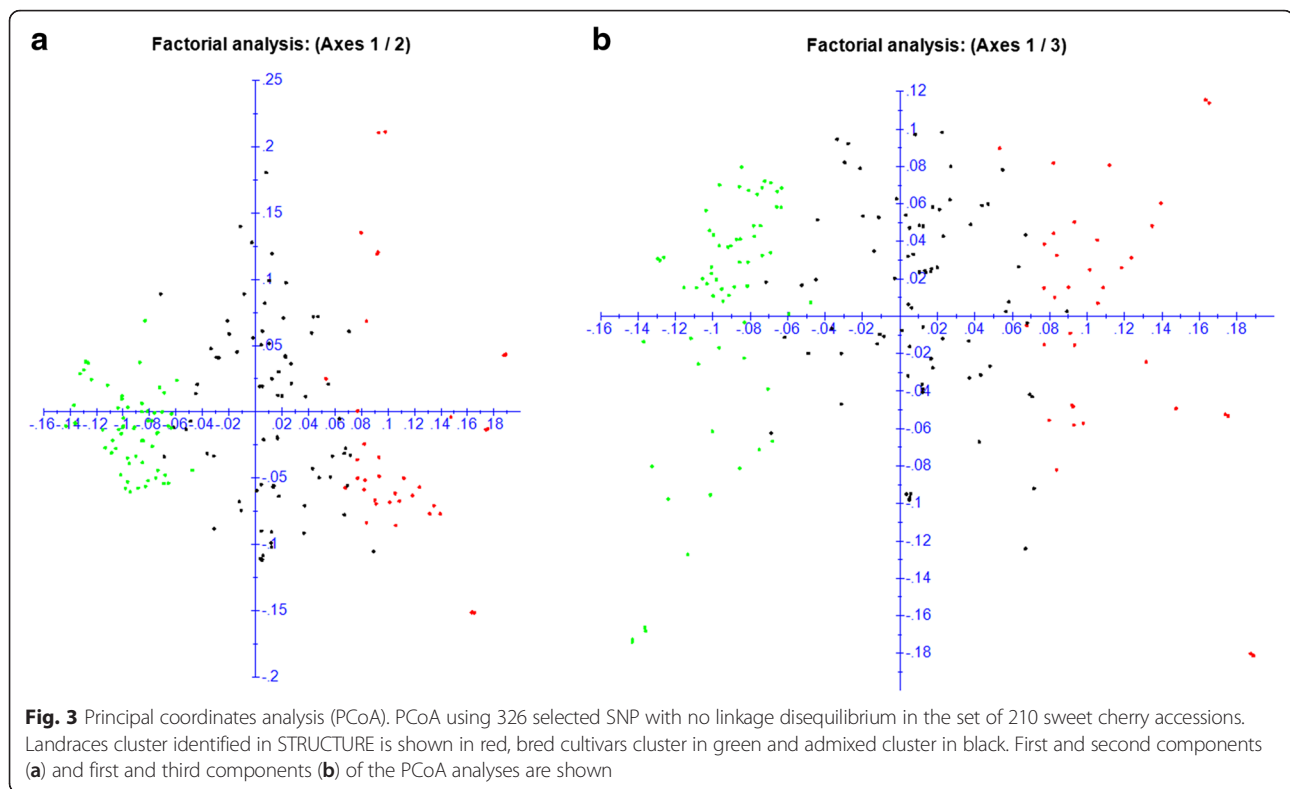 a
Factorial analysis: (Axes 1 / 2)
.25
.2
.15
.1
.05
-.16 -.14 -.12 -.1 -.08 -.06 -.04 -.02 .02 .04 .06 .08 .1 .12 .14 .16 .18
-.05
-.1
-.15
-.2
b
Factorial analysis: (Axes 1 / 3)
.12
.1
.08
.06
.04
.02
-.16 -.14 -.12 -.1 -.08 -.06 -.04 -.02 .02 .04 .06 .08 .1 .12 .14 .16 .18
-.02
-.04
-.06
-.08
-.1
-.12
-.14
-.16
-.18
Fig. 3 Principal coordinates analysis (PCoA). PCoA using 326 selected SNP with no linkage disequilibrium in the set of 210 sweet cherry accessions.
Landraces cluster identified in STRUCTURE is shown in red, bred cultivars cluster in green and admixed cluster in black. First and second components
(a) and first and third components (b) of the PCoA analyses are shown